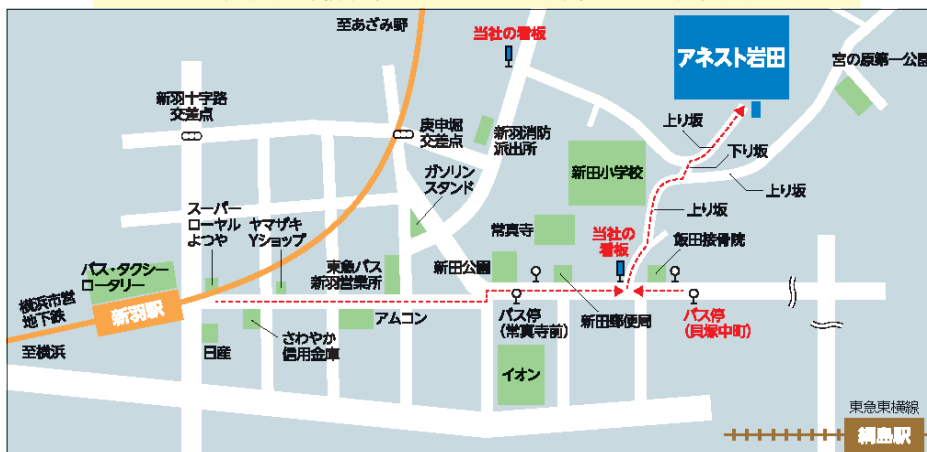 至あざみ野
当社の看板
アネスト岩田
宮の原第一公園
新羽十字路
交差点
庚申堀
交差点
新羽消防
派出所
上り坂
下り坂
ガソリン
スタンド
新田小学校
上り坂
上り坂
スーパー
ローヤル
よつや
ヤマザキ
Yショップ
常真寺
当社の
看板
飯田接骨院
バス・タクシー
ロータリー
東急バス
新羽営業所
新田公園
横浜市営
地下鉄
新羽駅
至横浜
日産
さわやか
信用金庫
アムコン
バス停
(常真寺前)
新田郵便局
バス停
(貝塚中町)
イオン
東急東横線
綱島駅